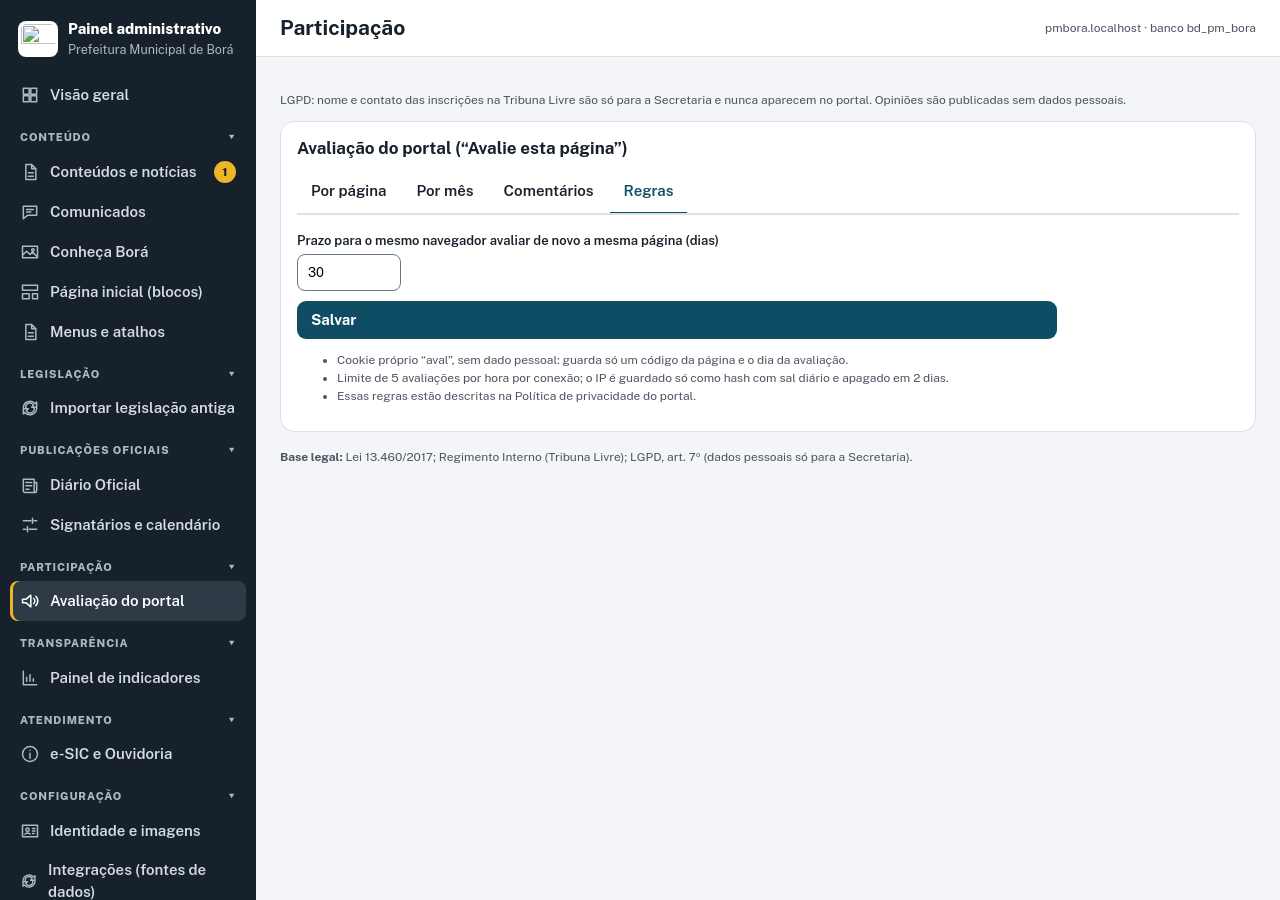 Painel administrativo
Prefeitura Municipal de Borá
Visão geral
CONTEÚDO
Conteúdos e notícias 1
Comunicados
Conheça Borá
Página inicial (blocos)
Menus e atalhos
LEGISLAÇÃO
Importar legislação antiga
PUBLICAÇÕES OFICIAIS
Diário Oficial
Signatários e calendário
PARTICIPAÇÃO
Avaliação do portal
TRANSPARÊNCIA
Painel de indicadores
ATENDIMENTO
e-SIC e Ouvidoria
CONFIGURAÇÃO
Identidade e imagens
Integrações (fontes de
dados)
Participação
pmbora.localhost · banco bd_pm_bora
LGPD: nome e contato das inscrições na Tribuna Livre são só para a Secretaria e nunca aparecem no portal. Opiniões são publicadas sem dados pessoais.
Avaliação do portal (“Avalie esta página”)
Por página Por mês Comentários Regras
Prazo para o mesmo navegador avaliar de novo a mesma página (dias)
30
Salvar
• Cookie próprio “aval”, sem dado pessoal: guarda só um código da página e o dia da avaliação.
• Limite de 5 avaliações por hora por conexão; o IP é guardado só como hash com sal diário e apagado em 2 dias.
• Essas regras estão descritas na Política de privacidade do portal.
Base legal: Lei 13.460/2017; Regimento Interno (Tribuna Livre); LGPD, art. 7º (dados pessoais só para a Secretaria).